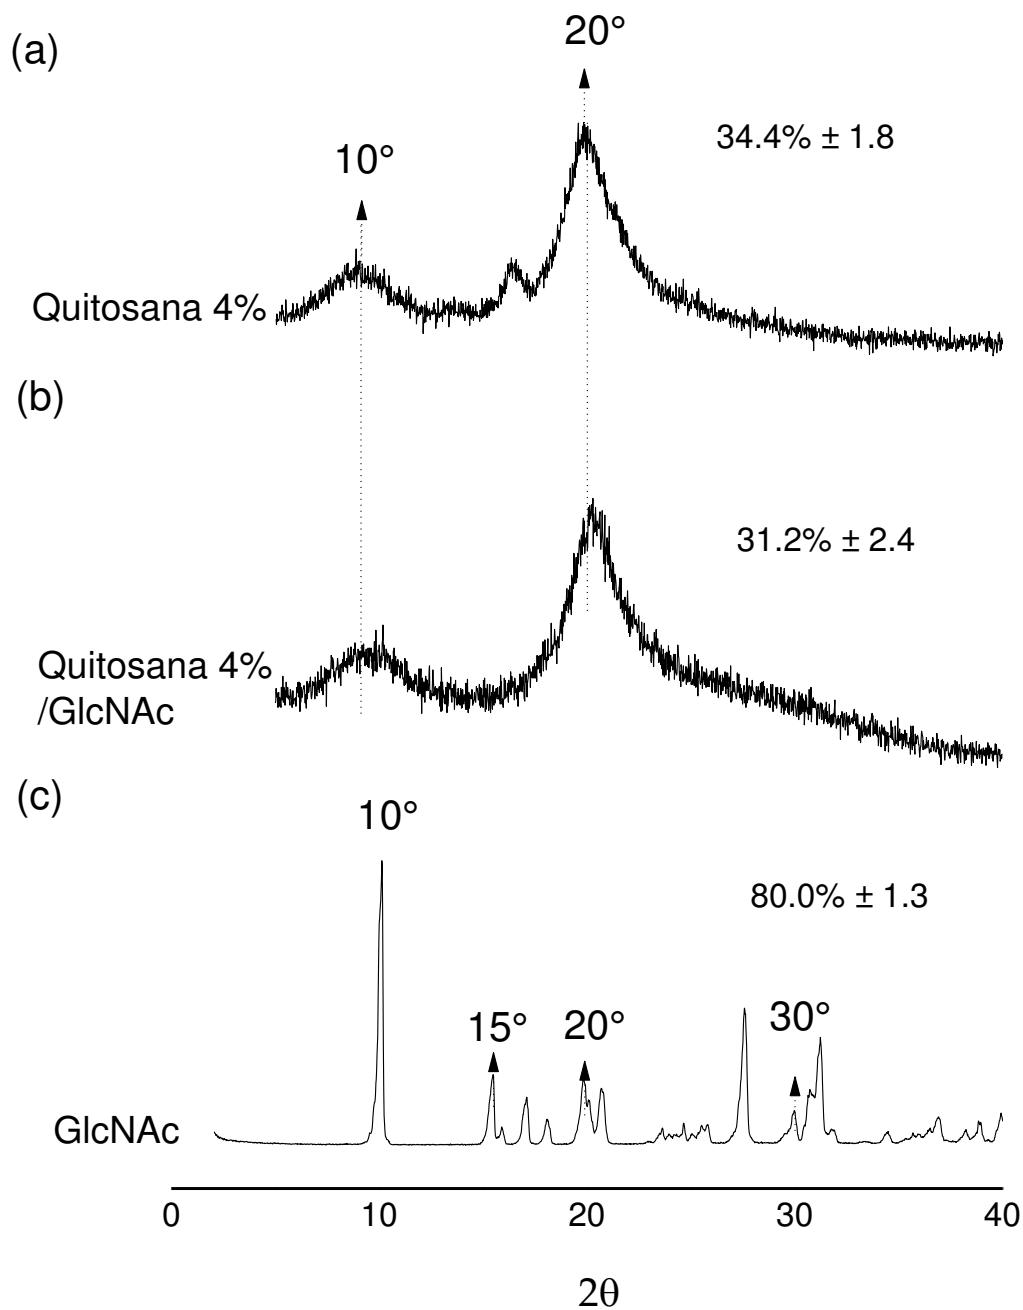 (a)
20°
34.4% ± 1.8
10°
Quitosana 4%
(b)
31.2% ± 2.4
Quitosana 4%
/GlcNAc
(c)
10°
80.0% ± 1.3
15°
20°
30°
GlcNAc
0
10
20
30
40
2θ